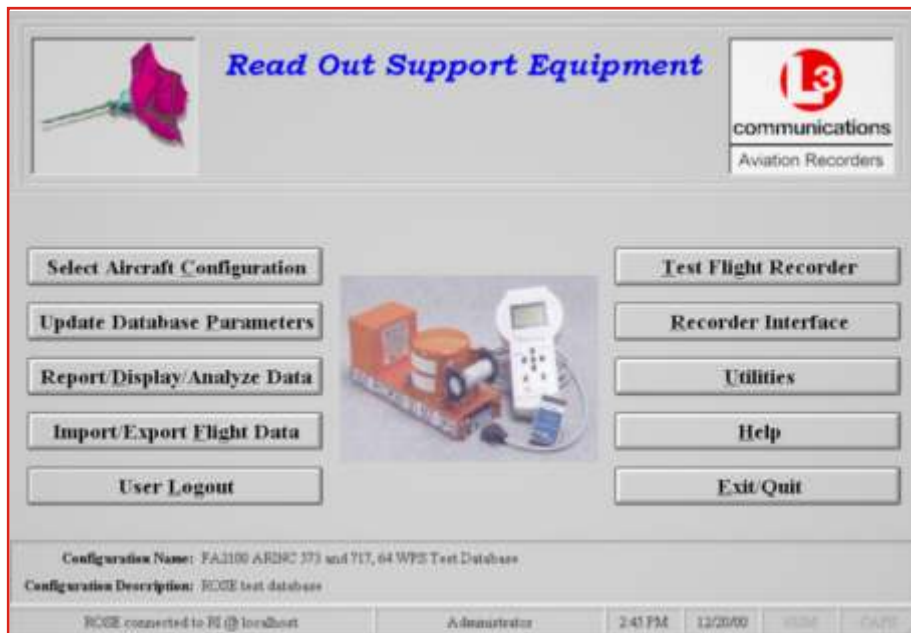 Read Out Support Equipment
L3
communications
Aviation Recorders
Select Aircraft Configuration
Test Flight Recorder
Update Database Parameters
Recorder Interface
Report/Display/Analyze Data
Utilities
Import/Export Flight Data
Help
User Logout
Exit/Quit
Configuration Name: FA2100 ARINC 573 and 717, 64 WPS Test Database
Configuration Description: ROSE test database
ROSE connected to RI @ localhost
Administrator
2:45 PM
12/20/00
NUM
CAPS